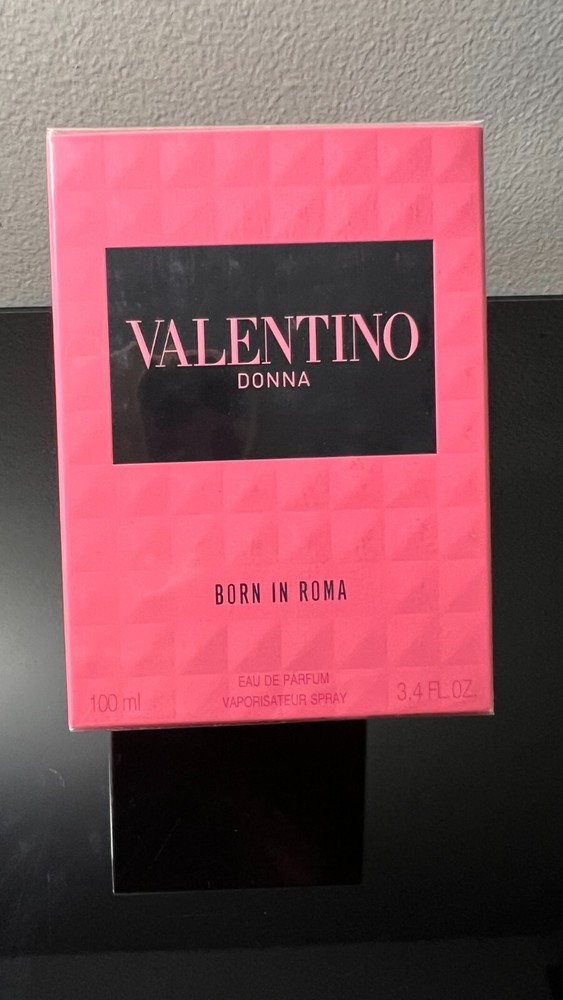 VALENTINO
DONNA
BORN IN ROMA
EAU DE PARFUM
100 ml VAPORISATEUR SPRAY 3.4 FL.OZ.